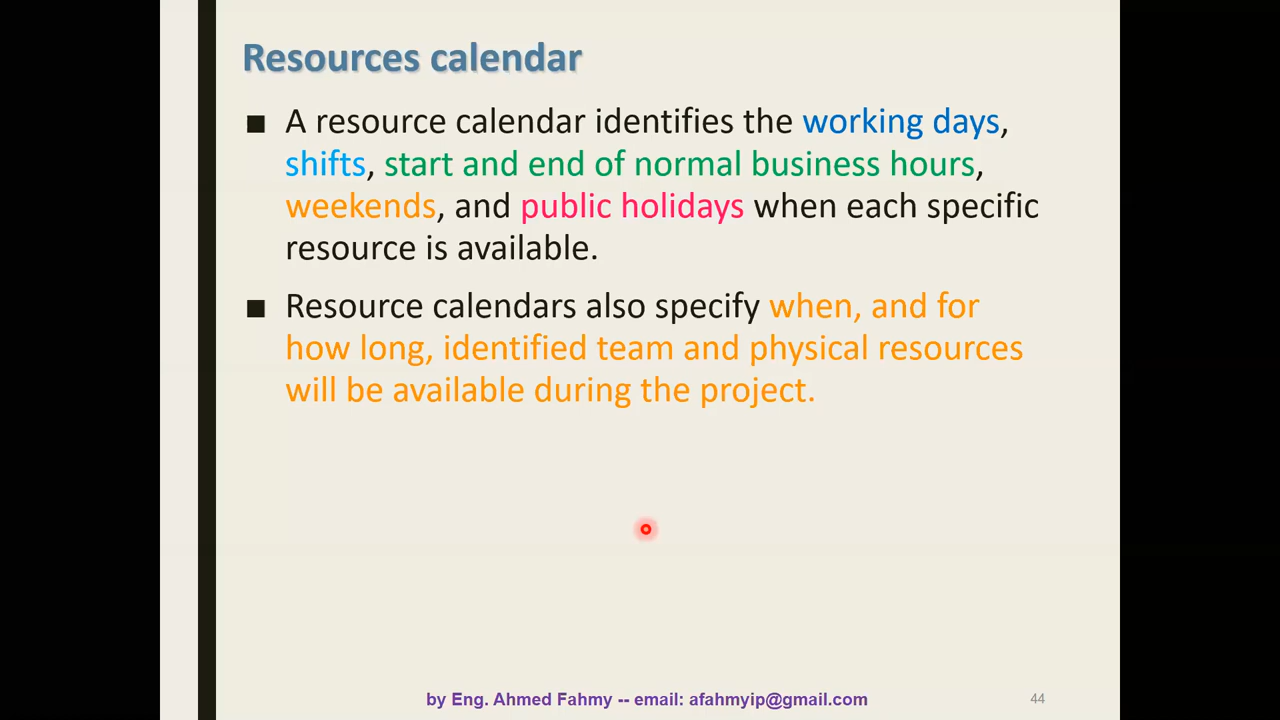 Resources calendar
■ A resource calendar identifies the working days,
shifts, start and end of normal business hours,
weekends, and public holidays when each specific
resource is available.
■ Resource calendars also specify when, and for
how long, identified team and physical resources
will be available during the project.
by Eng. Ahmed Fahmy -- email: afahmyip@gmail.com
44